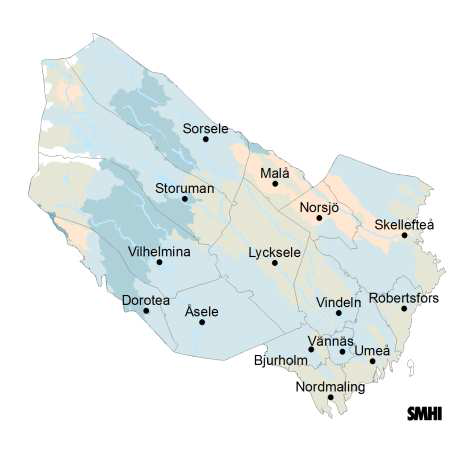 Sorsele
Malå
Storuman
Norsjö
Skellefteå
Vilhelmina
Lycksele
Dorotea
Åsele
Vindeln
Robertsfors
Vännäs
Bjurholm
Umeå
Nordmaling
SMHI